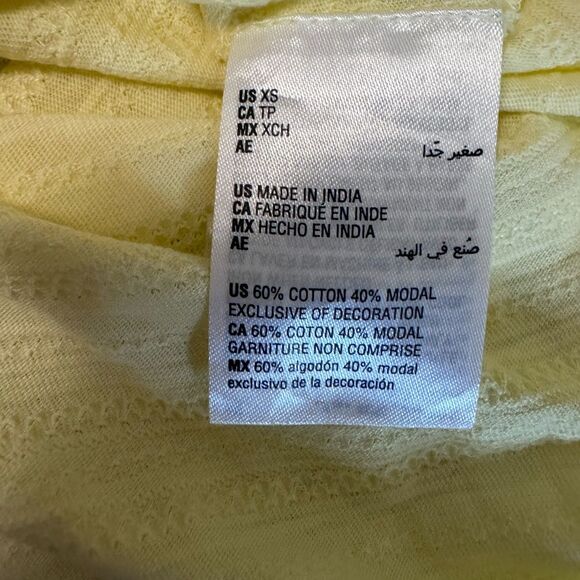 US XS
CA TP
MX XCH
AE صغير جّدا
US MADE IN INDIA
CA FABRIQUÉ EN INDE
MX HECHO EN INDIA
AE صُنع في الهند
US 60% COTTON 40% MODAL
EXCLUSIVE OF DECORATION
CA 60% COTON 40% MODAL
GARNITURE NON COMPRISE
MX 60% algodón 40% modal
exclusivo de la decoración